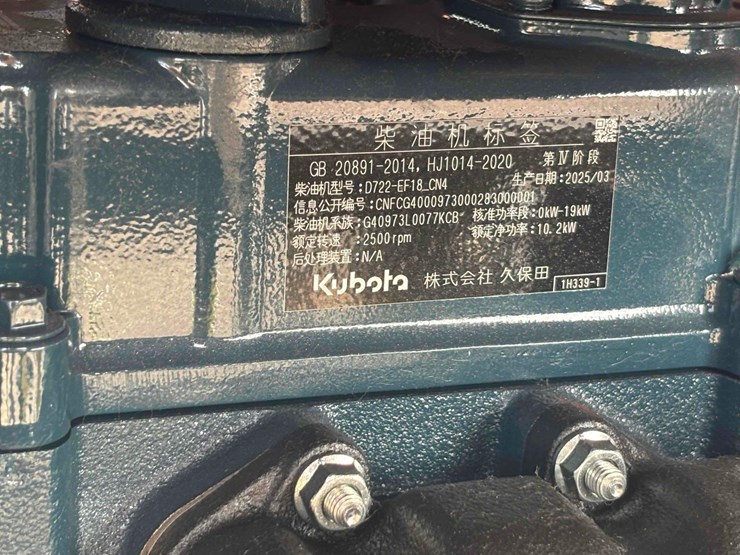 柴油机标签
GB 20891-2014, HJ1014-2020 第Ⅳ阶段
柴油机型号:D722-EF18_CN4 生产日期:2025/03
信息公开编号:CNFCG4000973000283000001
柴油机系族:G40973L0077KCB 核准功率段:0kW-19kW
额定转速 :2500rpm 额定净功率:10.2kW
后处理装置:N/A
Kubota 株式会社 久保田 1H339-1